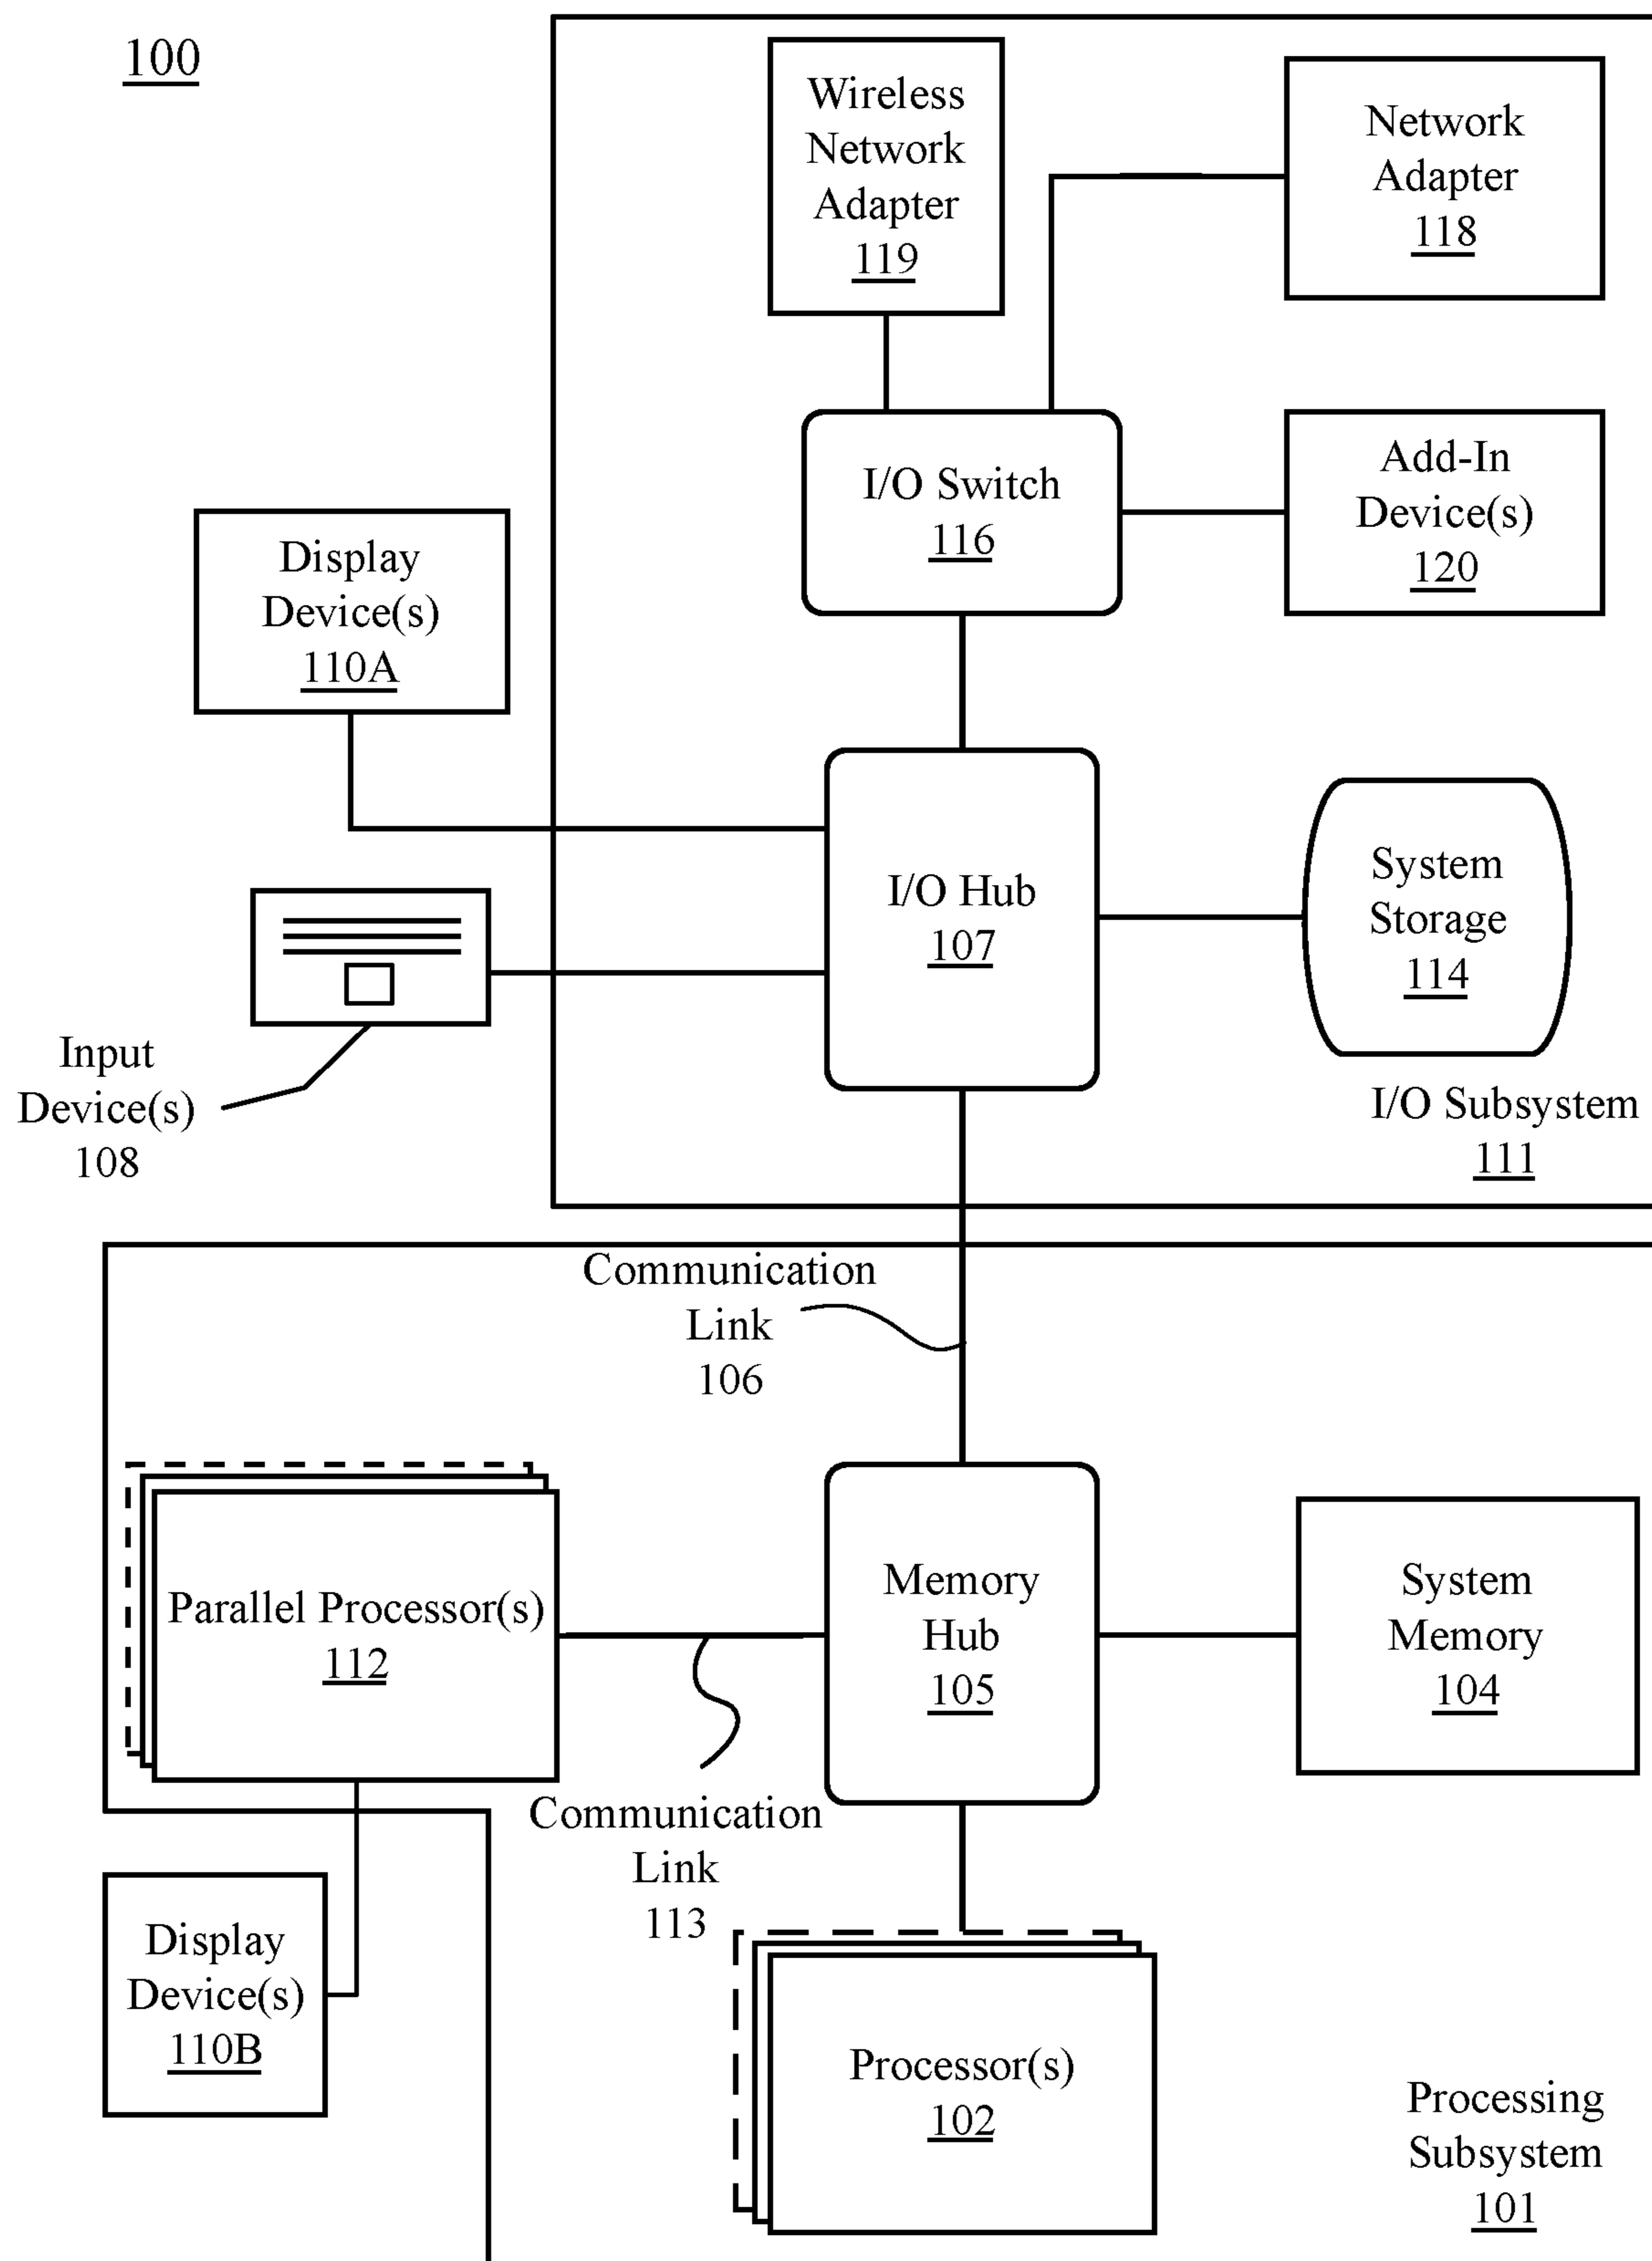 100
Wireless
Network
Adapter
119
Network
Adapter
118
I/O Switch
116
Add-In
Device(s)
120
Display
Device(s)
110A
I/O Hub
107
System
Storage
114
Input
Device(s)
108
I/O Subsystem
111
Communication
Link
106
Parallel Processor(s)
112
Memory
Hub
105
System
Memory
104
Communication
Link
113
Display
Device(s)
110B
Processor(s)
102
Processing
Subsystem
101